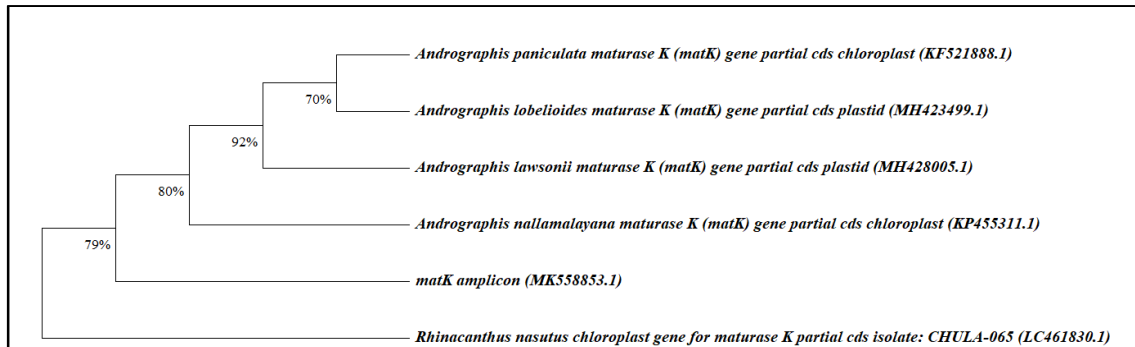 Andrographis paniculata maturase K (matK) gene partial cds chloroplast (KF521888.1)
70%
Andrographis lobelioides maturase K (matK) gene partial cds plastid (MH423499.1)
92%
Andrographis lawsonii maturase K (matK) gene partial cds plastid (MH428005.1)
80%
Andrographis nallamalayana maturase K (matK) gene partial cds chloroplast (KP455311.1)
79%
matK amplicon (MK558853.1)
Rhinacanthus nasutus chloroplast gene for maturase K partial cds isolate: CHULA-065 (LC461830.1)